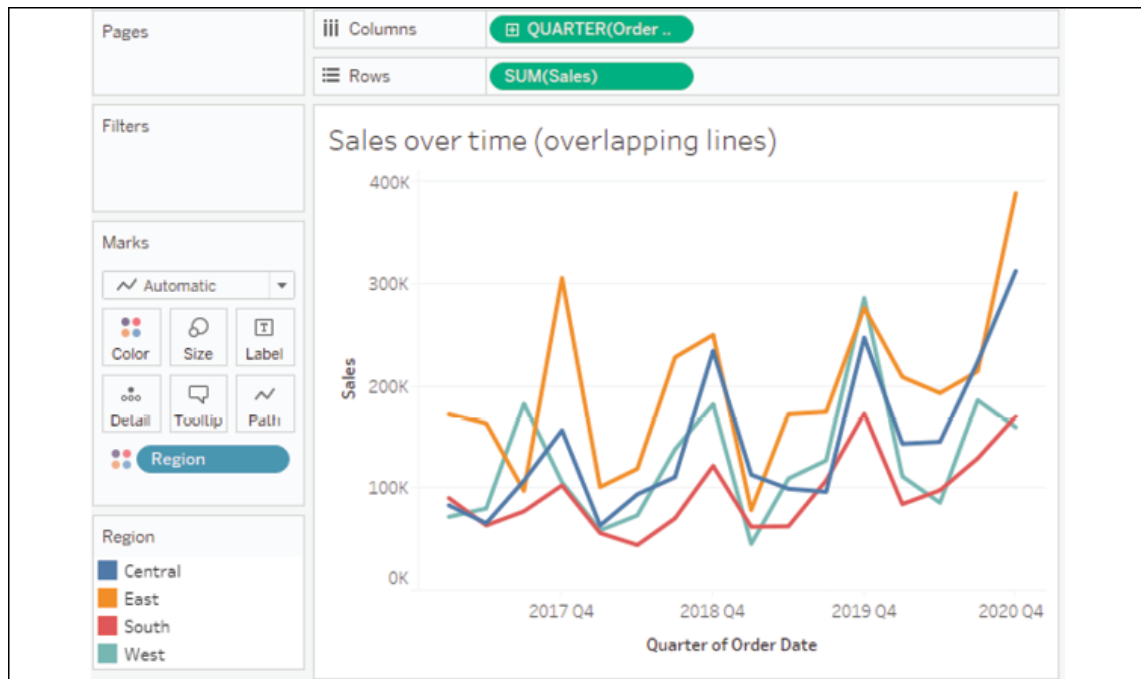 Pages
Columns
QUARTER(Order ..
Rows
SUM(Sales)
Filters
Sales over time (overlapping lines)
400K
300K
200K
100K
0K
Sales
2017 Q4
2018 Q4
2019 Q4
2020 Q4
Quarter of Order Date
Marks
Automatic
Color
Size
Label
Detail
Tooltip
Path
Region
Region
Central
East
South
West